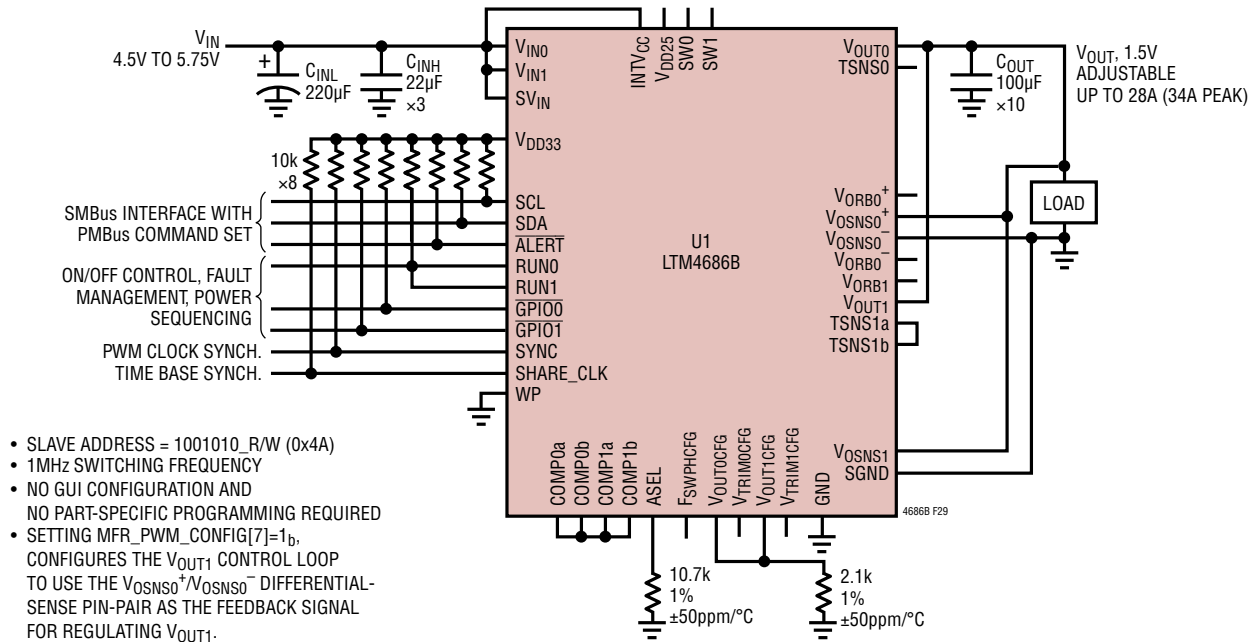 VIN
4.5V TO 5.75V
+
CINL
220µF
CINH
22µF
×3
10k
×8
SMBus INTERFACE WITH
PMBus COMMAND SET
ON/OFF CONTROL, FAULT
MANAGEMENT, POWER
SEQUENCING
PWM CLOCK SYNCH.
TIME BASE SYNCH.
VIN0
VIN1
SVIN
VDD33
SCL
SDA
ALERT
RUN0
RUN1
GPIO0
GPIO1
SYNC
SHARE_CLK
WP
INTVCC
VDD25
SW0
SW1
U1
LTM4686B
VOUT0
TSNS0
VORB0+
VOSNS0+
VOSNS0−
VORB0−
VORB1
VOUT1
TSNS1a
TSNS1b
VOSNS1
SGND
COMP0a
COMP0b
COMP1a
COMP1b
ASEL
FSWPHCFG
VOUT0CFG
VTRIM0CFG
VOUT1CFG
VTRIM1CFG
GND
COUT
100µF
×10
VOUT, 1.5V
ADJUSTABLE
UP TO 28A (34A PEAK)
LOAD
4686B F29
10.7k
1%
±50ppm/°C
2.1k
1%
±50ppm/°C
• SLAVE ADDRESS = 1001010_R/W (0x4A)
• 1MHz SWITCHING FREQUENCY
• NO GUI CONFIGURATION AND
NO PART-SPECIFIC PROGRAMMING REQUIRED
• SETTING MFR_PWM_CONFIG[7]=1b,
CONFIGURES THE VOUT1 CONTROL LOOP
TO USE THE VOSNS0+/VOSNS0− DIFFERENTIAL-
SENSE PIN-PAIR AS THE FEEDBACK SIGNAL
FOR REGULATING VOUT1.